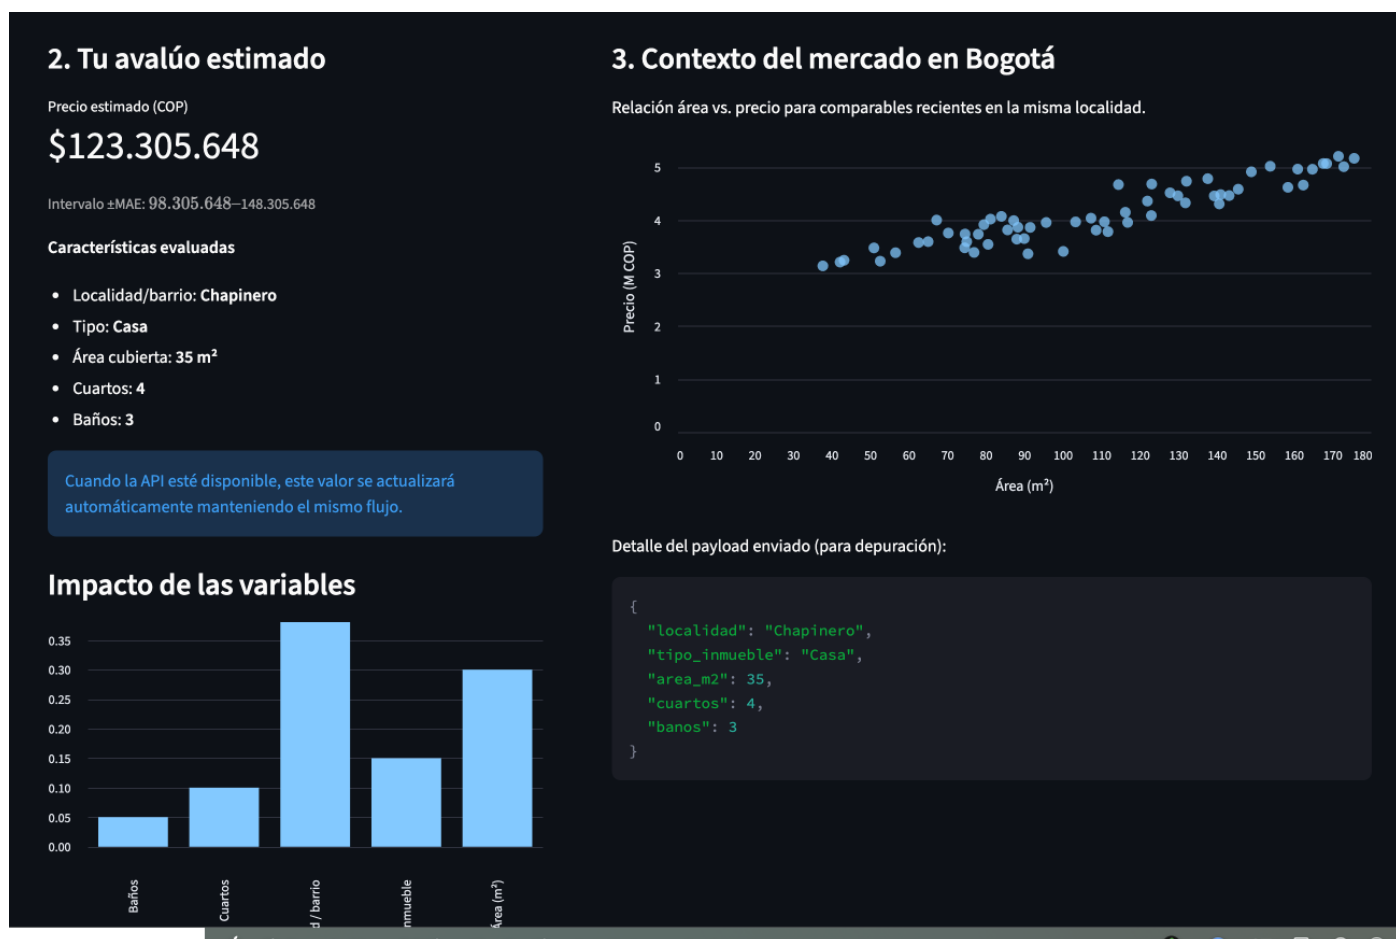 2. Tu avalúo estimado
Precio estimado (COP)
$123.305.648
Intervalo ±MAE: 98.305.648–148.305.648
Características evaluadas
• Localidad/barrio: Chapinero
• Tipo: Casa
• Área cubierta: 35 m²
• Cuartos: 4
• Baños: 3
Cuando la API esté disponible, este valor se actualizará
automáticamente manteniendo el mismo flujo.
Impacto de las variables
0.35
0.30
0.25
0.20
0.15
0.10
0.05
0.00
Baños
Cuartos
d / barrio
nmueble
Área (m²)
3. Contexto del mercado en Bogotá
Relación área vs. precio para comparables recientes en la misma localidad.
Precio (M COP)
5
4
3
2
1
0
0 10 20 30 40 50 60 70 80 90 100 110 120 130 140 150 160 170 180
Área (m²)
Detalle del payload enviado (para depuración):
{
"localidad": "Chapinero",
"tipo_inmueble": "Casa",
"area_m2": 35,
"cuartos": 4,
"banos": 3
}